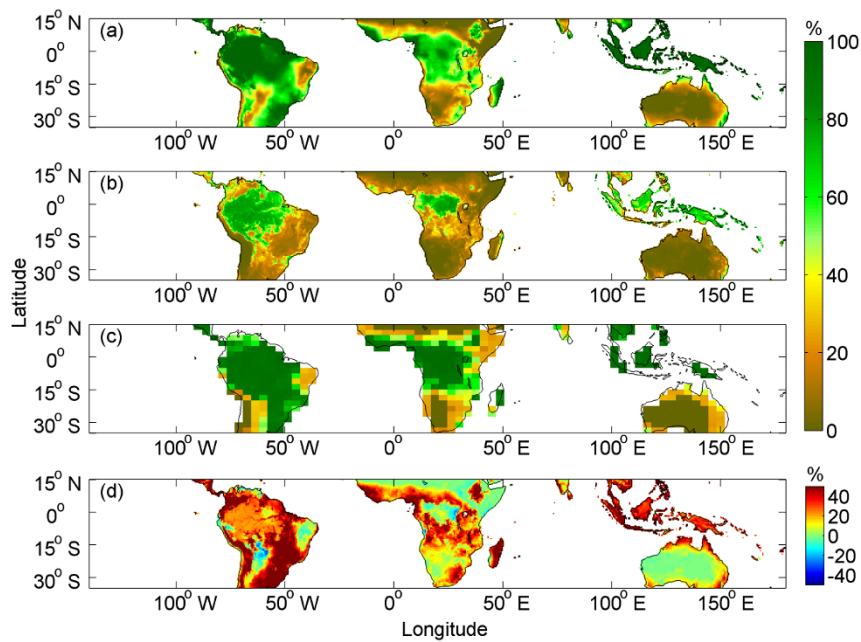 15° N (a) %
0° 100
15° S
30° S 80
100° W 50° W 0° 50° E 100° E 150° E
15° N (b)
0° 60
15° S
30° S
100° W 50° W 0° 50° E 100° E 150° E
Latitude 40
15° N (c)
0°
15° S 20
30° S 0
100° W 50° W 0° 50° E 100° E 150° E
15° N (d) %
40
0° 20
0
15° S -20
30° S -40
100° W 50° W 0° 50° E 100° E 150° E
Longitude